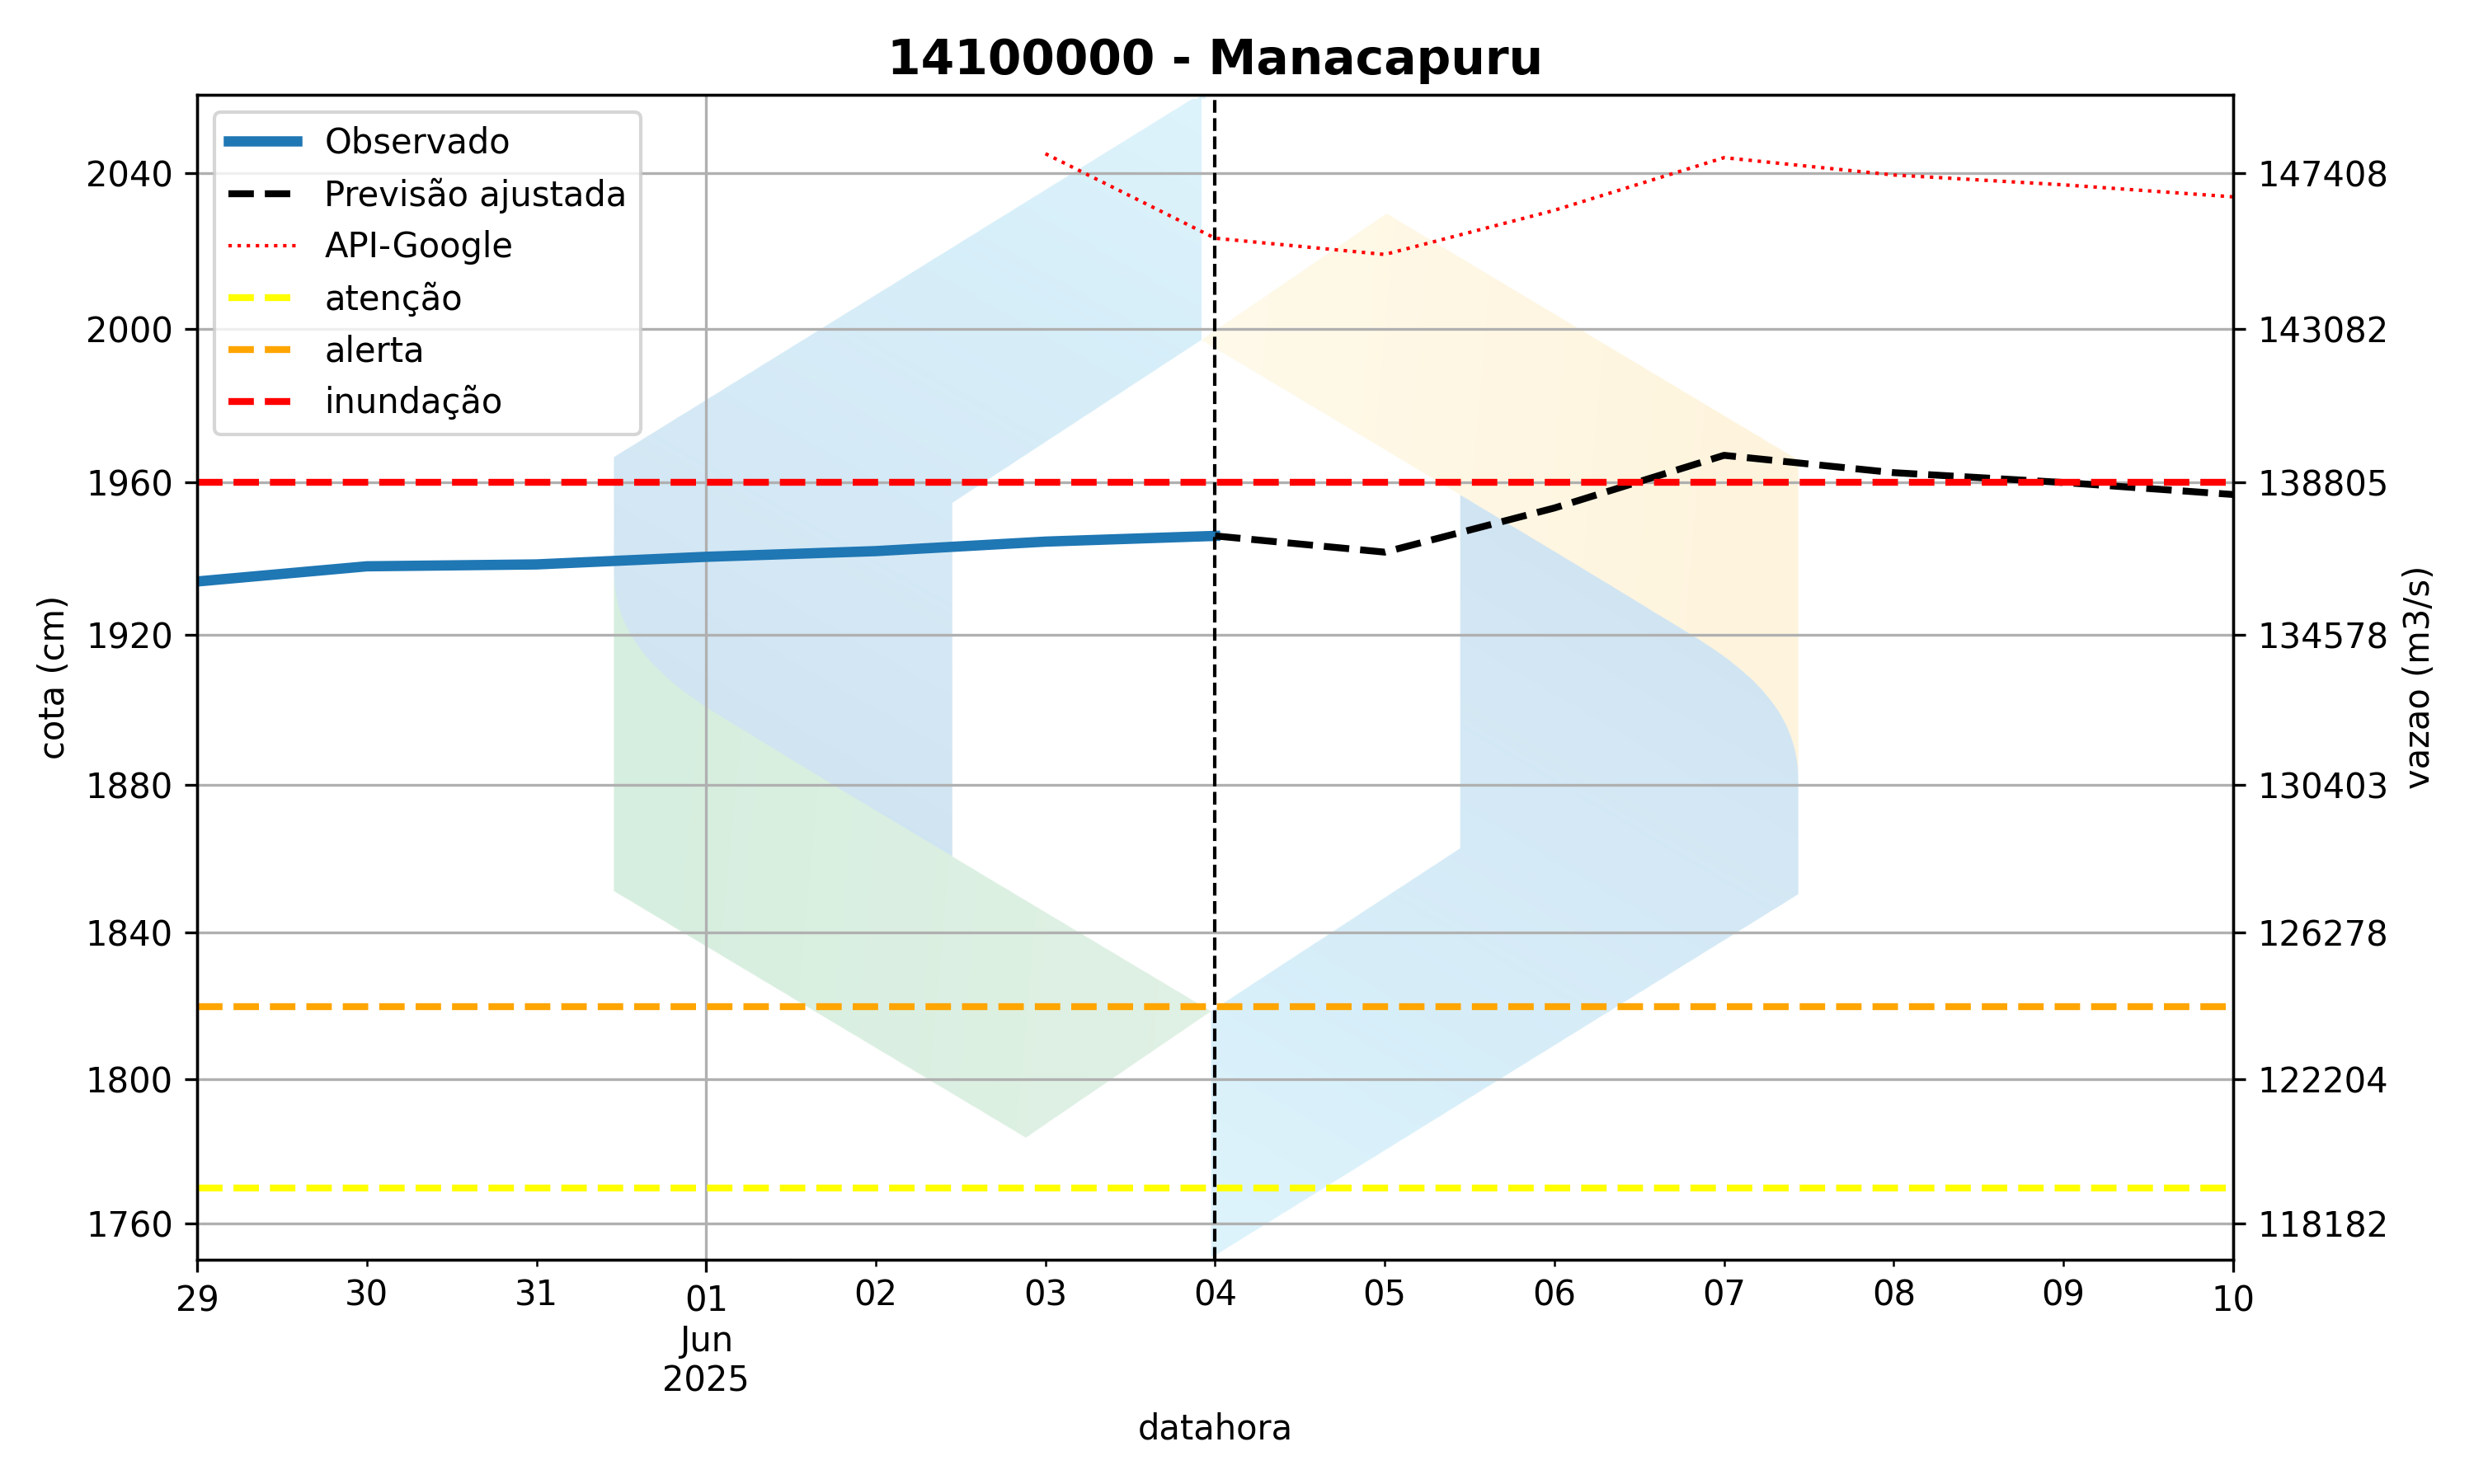 14100000 - Manacapuru
Observado
Previsão ajustada
API-Google
atenção
alerta
inundação
2040
2000
1960
1920
1880
1840
1800
1760
cota (cm)
147408
143082
138805
134578
130403
126278
122204
118182
vazao (m3/s)
29 30 31 01 02 03 04 05 06 07 08 09 10
Jun
2025
datahora